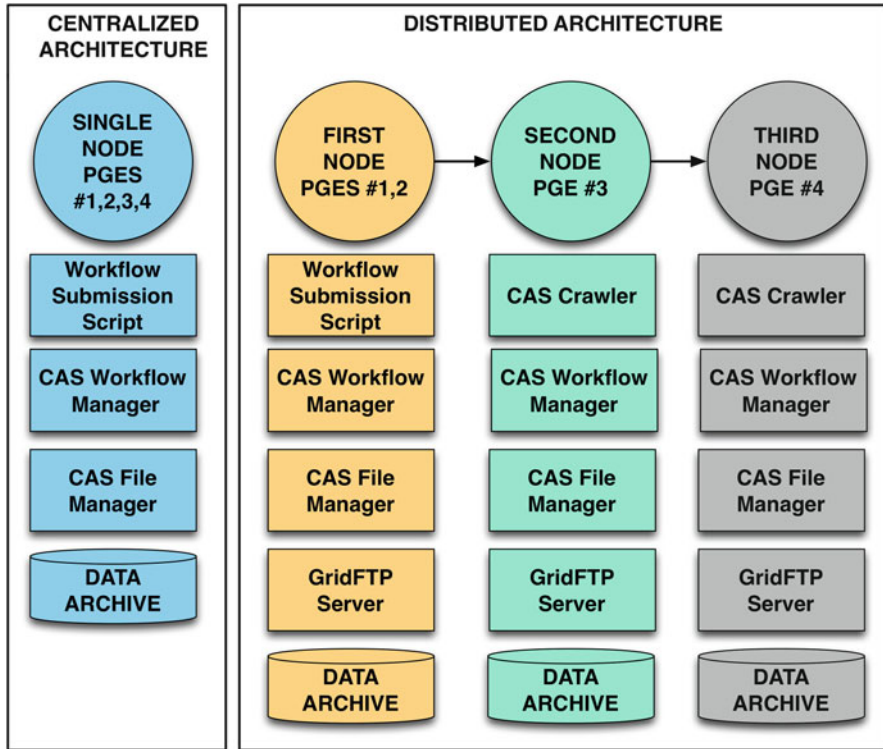 CENTRALIZED
ARCHITECTURE
SINGLE
NODE
PGES
#1,2,3,4
Workflow
Submission
Script
CAS Workflow
Manager
CAS File
Manager
DATA
ARCHIVE
DISTRIBUTED ARCHITECTURE
FIRST
NODE
PGES #1,2
Workflow
Submission
Script
CAS Workflow
Manager
CAS File
Manager
GridFTP
Server
DATA
ARCHIVE
SECOND
NODE
PGE #3
CAS Crawler
CAS Workflow
Manager
CAS File
Manager
GridFTP
Server
DATA
ARCHIVE
THIRD
NODE
PGE #4
CAS Crawler
CAS Workflow
Manager
CAS File
Manager
GridFTP
Server
DATA
ARCHIVE